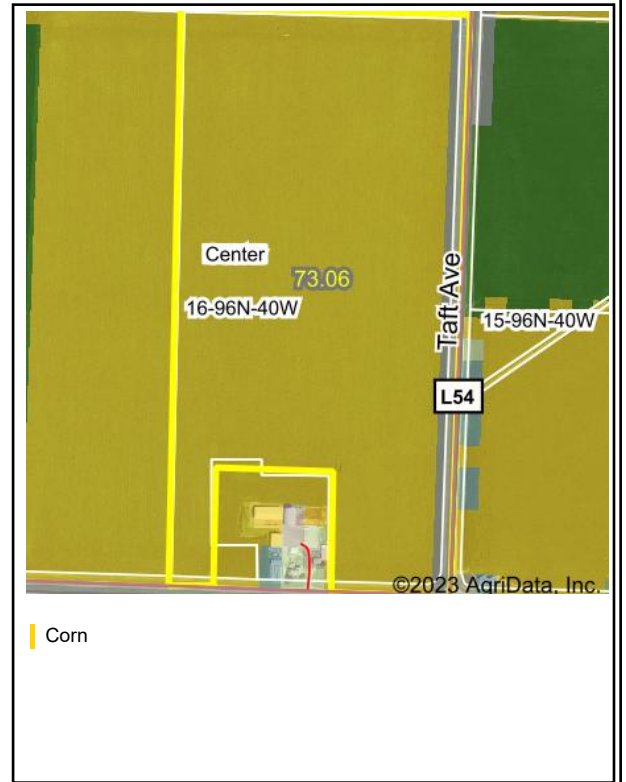 Center
73.06
16-96N-40W
Taft Ave
15-96N-40W
L54
©2023 AgriData, Inc.
Corn